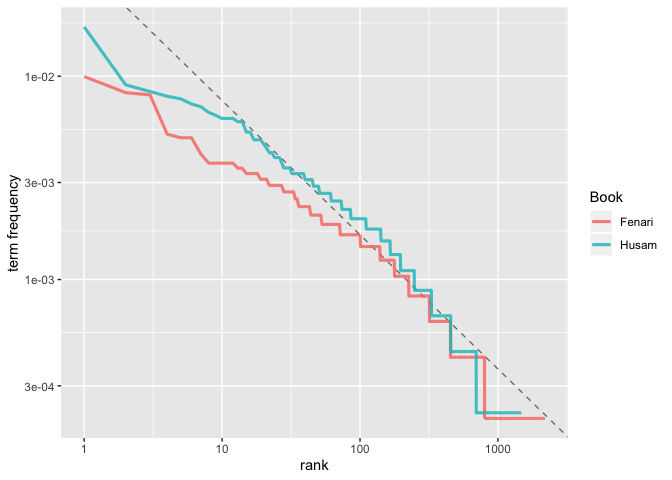 1e-02
3e-03
1e-03
3e-04
term frequency
1
10
100
1000
rank
Book
Fenari
Husam